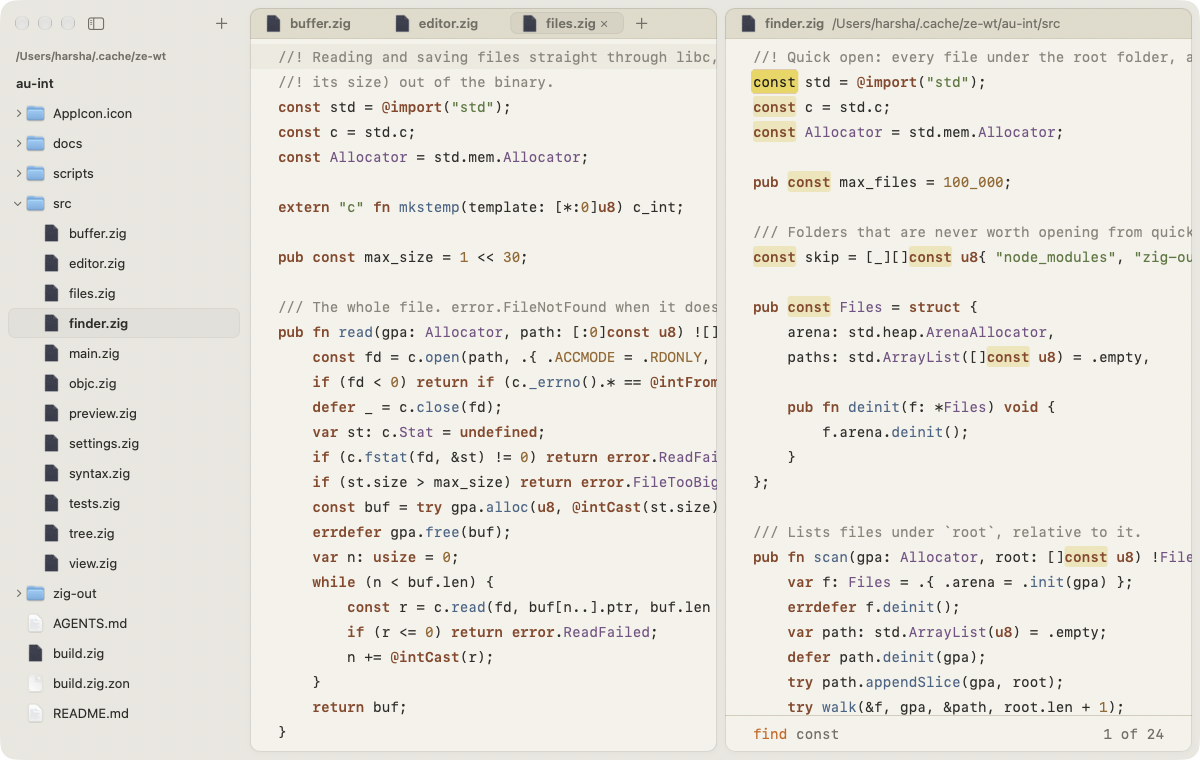 /Users/harsha/.cache/ze-wt
au-int
AppIcon.icon
docs
scripts
src
buffer.zig
editor.zig
files.zig
finder.zig
main.zig
objc.zig
preview.zig
settings.zig
syntax.zig
tests.zig
tree.zig
view.zig
zig-out
AGENTS.md
build.zig
build.zig.zon
README.md
buffer.zig editor.zig files.zig × +
//! Reading and saving files straight through libc,
//! its size) out of the binary.
const std = @import("std");
const c = std.c;
const Allocator = std.mem.Allocator;
extern "c" fn mkstemp(template: [*:0]u8) c_int;
pub const max_size = 1 << 30;
/// The whole file. error.FileNotFound when it does
pub fn read(gpa: Allocator, path: [:0]const u8) ![]
    const fd = c.open(path, .{ .ACCMODE = .RDONLY,
    if (fd < 0) return if (c._errno().* == @intFrom
    defer _ = c.close(fd);
    var st: c.Stat = undefined;
    if (c.fstat(fd, &st) != 0) return error.ReadFai
    if (st.size > max_size) return error.FileTooBig
    const buf = try gpa.alloc(u8, @intCast(st.size)
    errdefer gpa.free(buf);
    var n: usize = 0;
    while (n < buf.len) {
        const r = c.read(fd, buf[n..].ptr, buf.len
        if (r <= 0) return error.ReadFailed;
        n += @intCast(r);
    }
    return buf;
}
finder.zig /Users/harsha/.cache/ze-wt/au-int/src
//! Quick open: every file under the root folder, a
const std = @import("std");
const c = std.c;
const Allocator = std.mem.Allocator;
pub const max_files = 100_000;
/// Folders that are never worth opening from quick
const skip = [_][]const u8{ "node_modules", "zig-ou
pub const Files = struct {
    arena: std.heap.ArenaAllocator,
    paths: std.ArrayList([]const u8) = .empty,
    pub fn deinit(f: *Files) void {
        f.arena.deinit();
    }
};
/// Lists files under `root`, relative to it.
pub fn scan(gpa: Allocator, root: []const u8) !File
    var f: Files = .{ .arena = .init(gpa) };
    errdefer f.deinit();
    var path: std.ArrayList(u8) = .empty;
    defer path.deinit(gpa);
    try path.appendSlice(gpa, root);
    try walk(&f, gpa, &path, root.len + 1);
find const 1 of 24